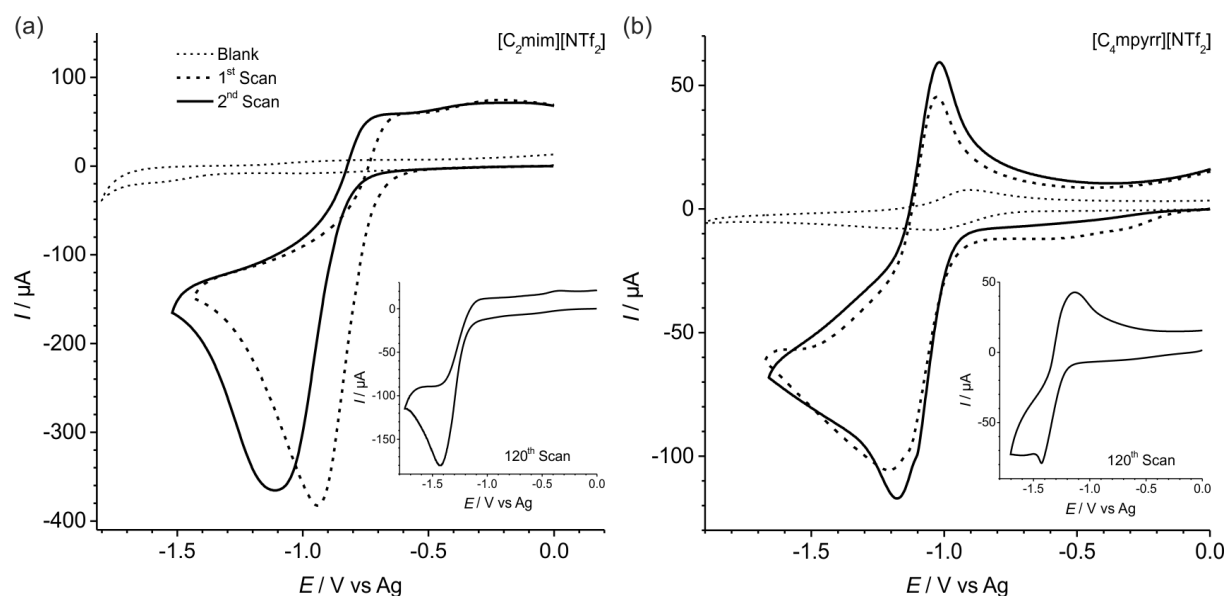 (a)
[C₂mim][NTf₂]
Blank
1ˢᵗ Scan
2ⁿᵈ Scan
100
0
-100
-200
-300
-400
I / µA
-1.5
-1.0
-0.5
0.0
E / V vs Ag
50
0
-50
-100
-150
I / µA
120ᵗʰ Scan
-1.5
-1.0
-0.5
0.0
E / V vs Ag
(b)
[C₄mpyrr][NTf₂]
50
0
-50
-100
I / µA
-1.5
-1.0
-0.5
0.0
E / V vs Ag
50
0
-50
I / µA
120ᵗʰ Scan
-1.5
-1.0
-0.5
0.0
E / V vs Ag